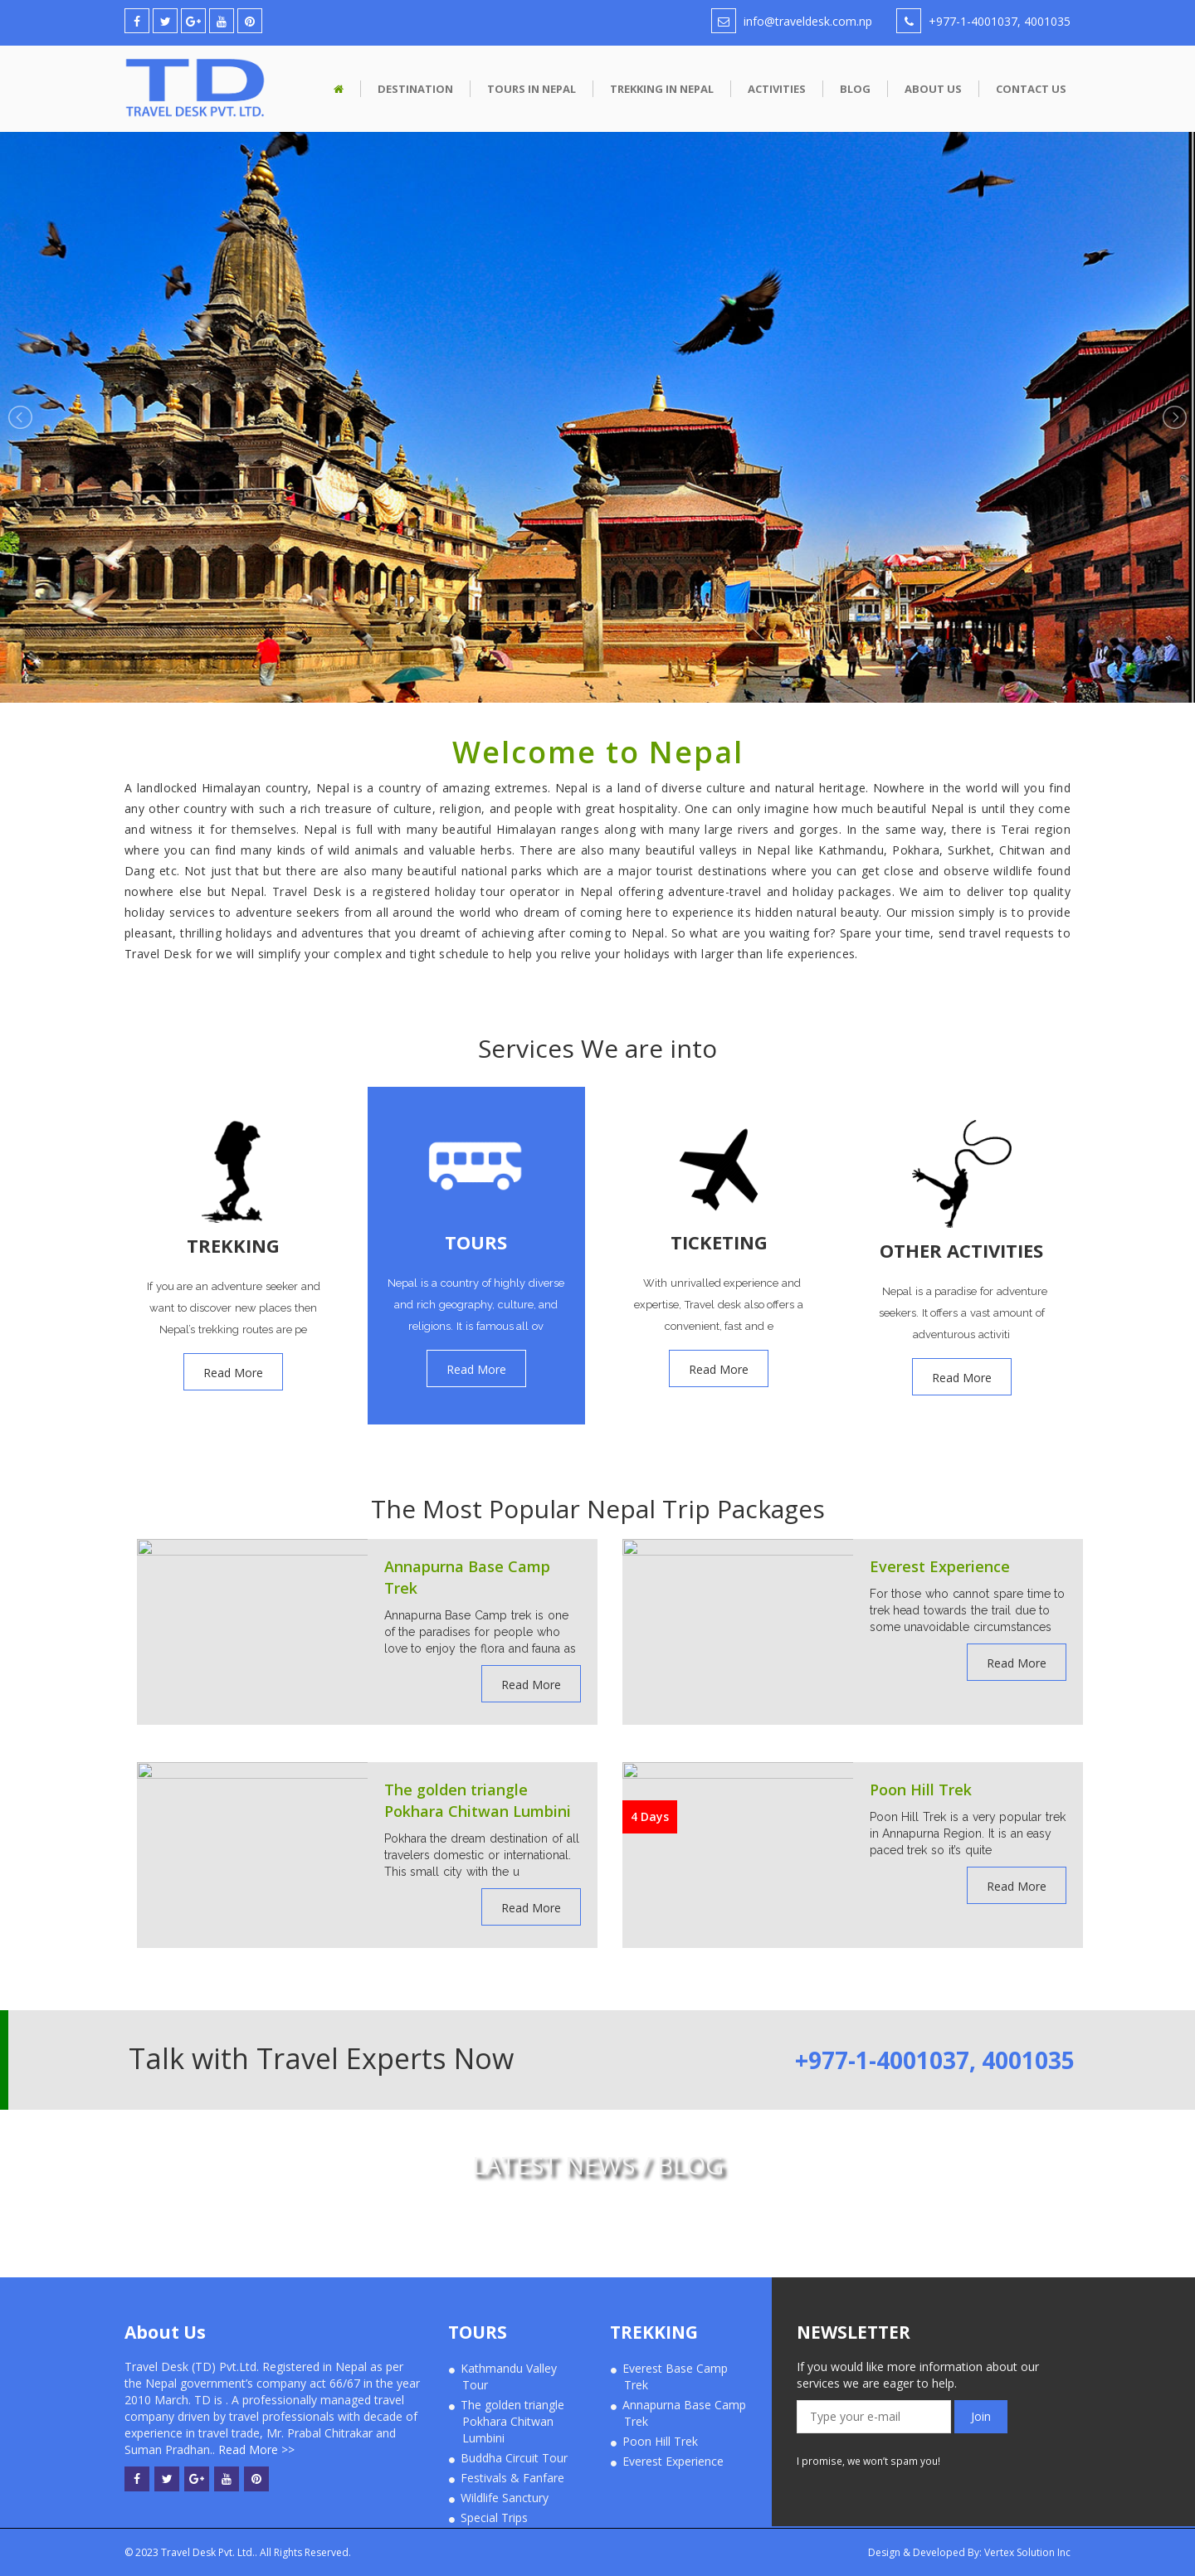 info@traveldesk.com.np
+977-1-4001037, 4001035
TD
TRAVEL DESK PVT. LTD.
DESTINATION
TOURS IN NEPAL
TREKKING IN NEPAL
ACTIVITIES
BLOG
ABOUT US
CONTACT US
Welcome to Nepal
A landlocked Himalayan country, Nepal is a country of amazing extremes. Nepal is a land of diverse culture and natural heritage. Nowhere in the world will you find
any other country with such a rich treasure of culture, religion, and people with great hospitality. One can only imagine how much beautiful Nepal is until they come
and witness it for themselves. Nepal is full with many beautiful Himalayan ranges along with many large rivers and gorges. In the same way, there is Terai region
where you can find many kinds of wild animals and valuable herbs. There are also many beautiful valleys in Nepal like Kathmandu, Pokhara, Surkhet, Chitwan and
Dang etc. Not just that but there are also many beautiful national parks which are a major tourist destinations where you can get close and observe wildlife found
nowhere else but Nepal. Travel Desk is a registered holiday tour operator in Nepal offering adventure-travel and holiday packages. We aim to deliver top quality
holiday services to adventure seekers from all around the world who dream of coming here to experience its hidden natural beauty. Our mission simply is to provide
pleasant, thrilling holidays and adventures that you dreamt of achieving after coming to Nepal. So what are you waiting for? Spare your time, send travel requests to
Travel Desk for we will simplify your complex and tight schedule to help you relive your holidays with larger than life experiences.
Services We are into
TREKKING
If you are an adventure seeker and
want to discover new places then
Nepal's trekking routes are pe
Read More
TOURS
Nepal is a country of highly diverse
and rich geography, culture, and
religions. It is famous all ov
Read More
TICKETING
With unrivalled experience and
expertise, Travel desk also offers a
convenient, fast and e
Read More
OTHER ACTIVITIES
Nepal is a paradise for adventure
seekers. It offers a vast amount of
adventurous activiti
Read More
The Most Popular Nepal Trip Packages
Annapurna Base Camp
Trek
Annapurna Base Camp trek is one
of the paradises for people who
love to enjoy the flora and fauna as
Read More
Everest Experience
For those who cannot spare time to
trek head towards the trail due to
some unavoidable circumstances
Read More
The golden triangle
Pokhara Chitwan Lumbini
Pokhara the dream destination of all
travelers domestic or international.
This small city with the u
Read More
4 Days
Poon Hill Trek
Poon Hill Trek is a very popular trek
in Annapurna Region. It is an easy
paced trek so it's quite
Read More
Talk with Travel Experts Now
+977-1-4001037, 4001035
LATEST NEWS / BLOG
About Us
Travel Desk (TD) Pvt.Ltd. Registered in Nepal as per
the Nepal government's company act 66/67 in the year
2010 March. TD is . A professionally managed travel
company driven by travel professionals with decade of
experience in travel trade, Mr. Prabal Chitrakar and
Suman Pradhan.. Read More >>
TOURS
Kathmandu Valley
Tour
The golden triangle
Pokhara Chitwan
Lumbini
Buddha Circuit Tour
Festivals & Fanfare
Wildlife Sanctury
Special Trips
TREKKING
Everest Base Camp
Trek
Annapurna Base Camp
Trek
Poon Hill Trek
Everest Experience
NEWSLETTER
If you would like more information about our
services we are eager to help.
Type your e-mail
Join
I promise, we won't spam you!
© 2023 Travel Desk Pvt. Ltd.. All Rights Reserved.
Design & Developed By: Vertex Solution Inc